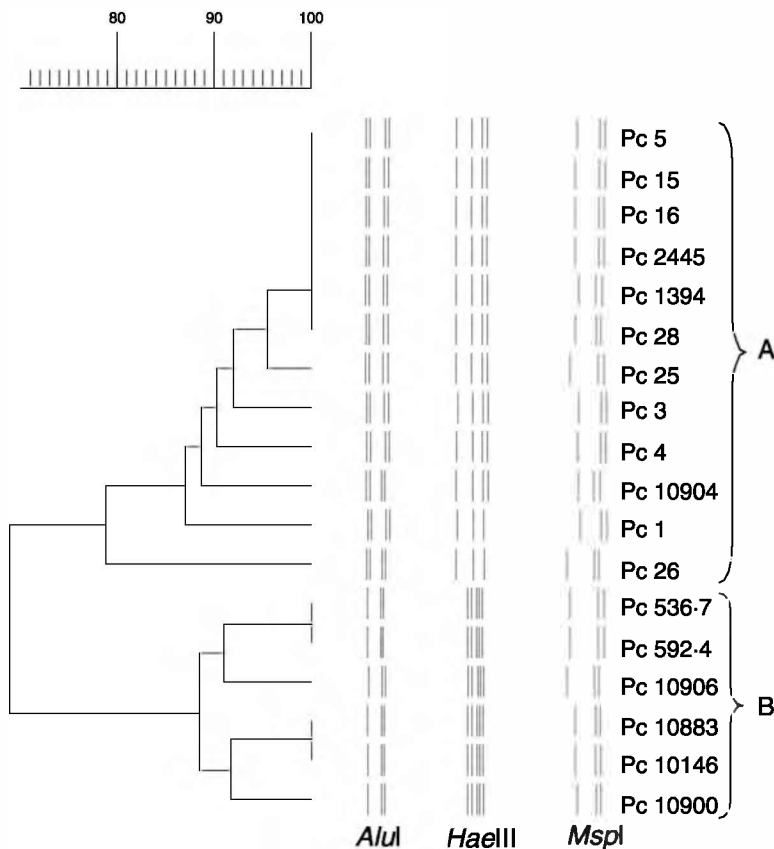 80 90 100
Pc 5
Pc 15
Pc 16
Pc 2445
Pc 1394
Pc 28
Pc 25
Pc 3
Pc 4
Pc 10904
Pc 1
Pc 26
A
Pc 536·7
Pc 592·4
Pc 10906
Pc 10883
Pc 10146
Pc 10900
B
AluI HaeIII MspI